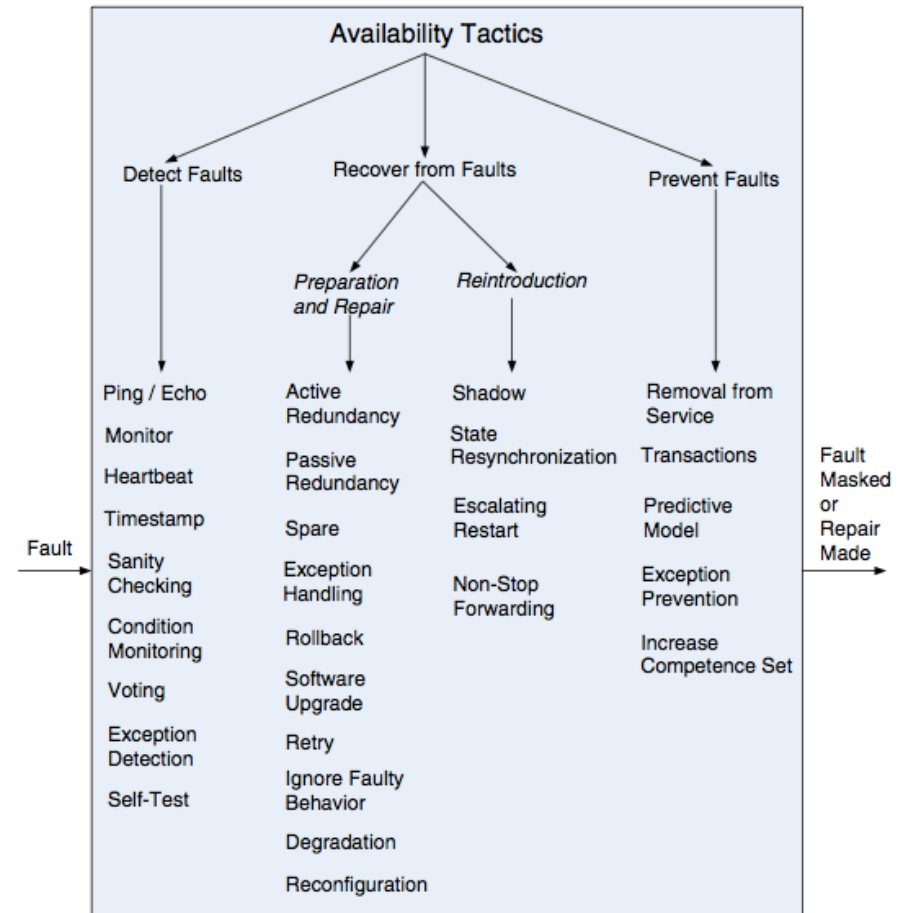 Availability Tactics
Detect Faults
Recover from Faults
Prevent Faults
Preparation
and Repair
Reintroduction
Ping / Echo
Monitor
Heartbeat
Timestamp
Sanity
Checking
Condition
Monitoring
Voting
Exception
Detection
Self-Test
Active
Redundancy
Passive
Redundancy
Spare
Exception
Handling
Rollback
Software
Upgrade
Retry
Ignore Faulty
Behavior
Degradation
Reconfiguration
Shadow
State
Resynchronization
Escalating
Restart
Non-Stop
Forwarding
Removal from
Service
Transactions
Predictive
Model
Exception
Prevention
Increase
Competence Set
Fault
Fault
Masked
or
Repair
Made